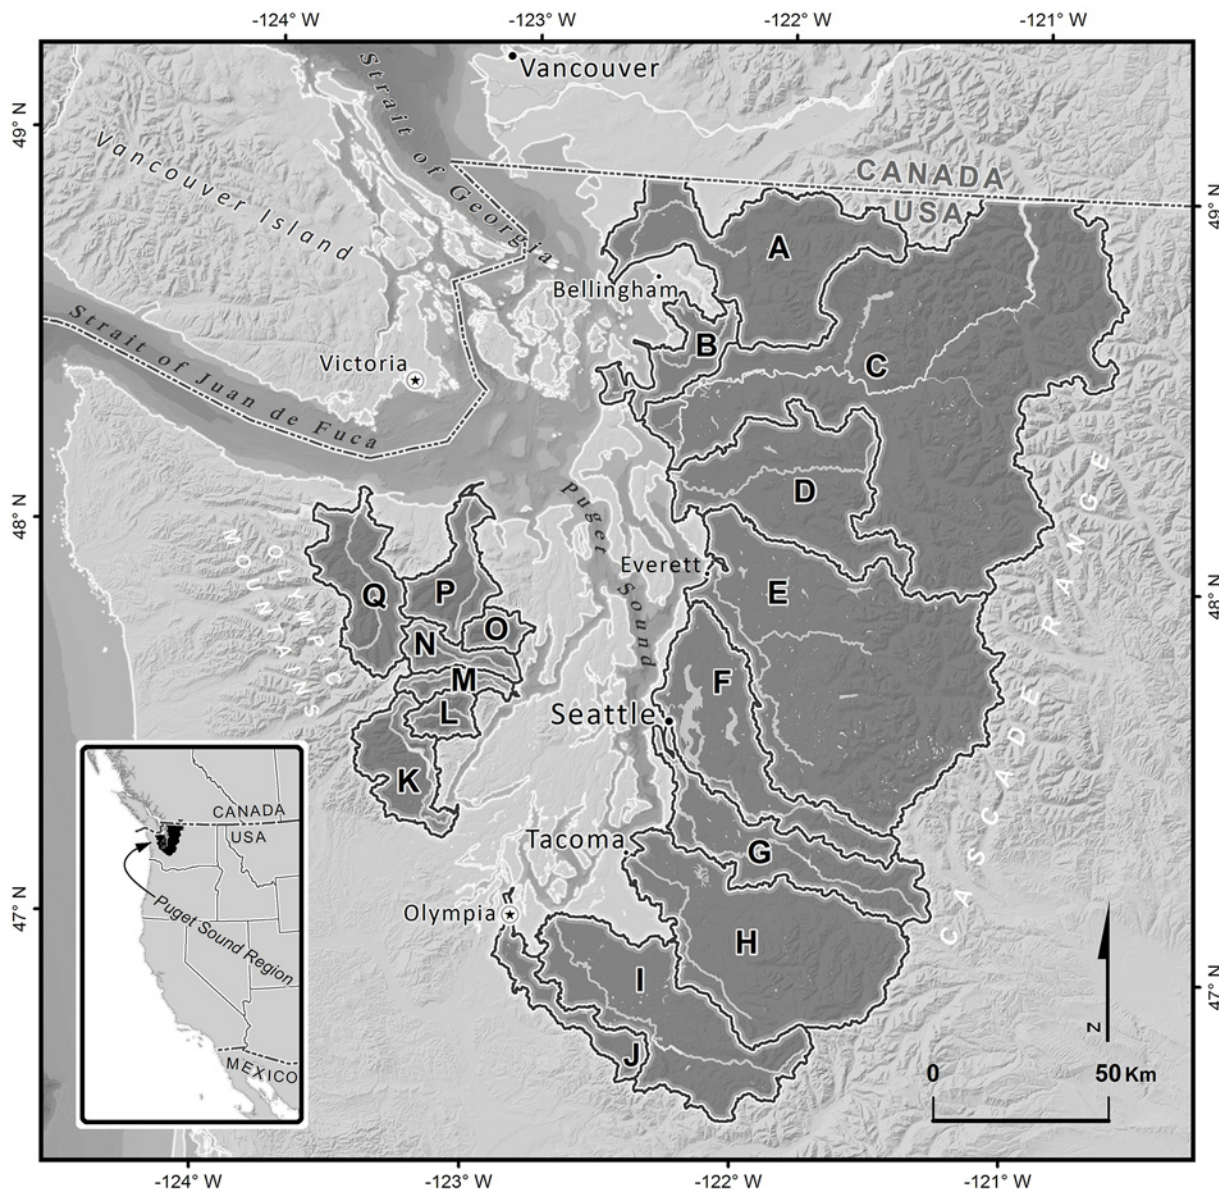 -124° W
-123° W
-122° W
-121° W
49° N
48° N
47° N
49° N
48° N
47° N
-124° W
-123° W
-122° W
-121° W
Vancouver
Strait of Georgia
Vancouver Island
CANADA
USA
A
Bellingham
B
Victoria
Strait of Juan de Fuca
C
D
Puget Sound
Everett
E
OLYMPIC
MOUNTAINS
CASCADE RANGE
Q
P
O
N
M
L
K
F
Seattle
Tacoma
G
Olympia
H
I
J
CANADA
USA
Puget Sound Region
MEXICO
N
0
50 Km